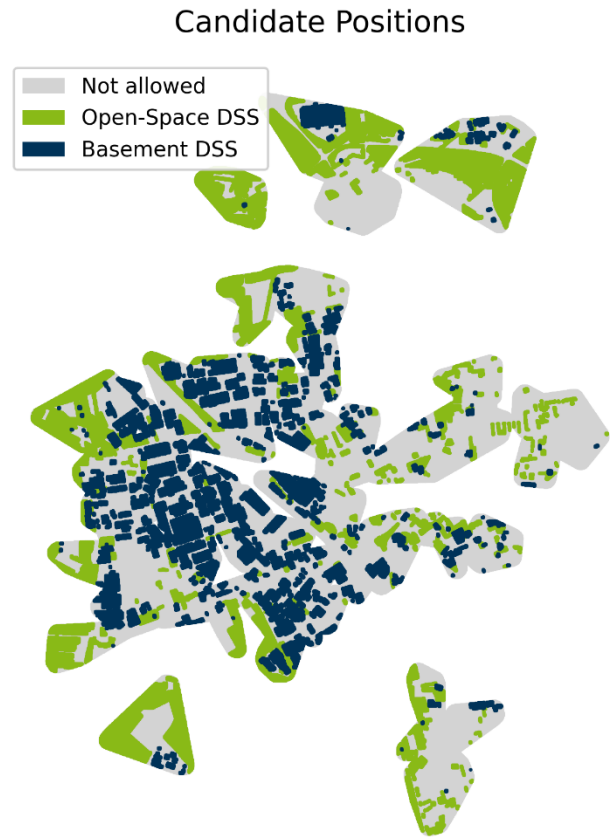 Candidate Positions
Not allowed
Open-Space DSS
Basement DSS